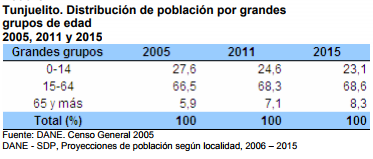 Tunjuelito. Distribución de población por grandes
grupos de edad
2005, 2011 y 2015
Grandes grupos 2005 2011 2015
0-14 27,6 24,6 23,1
15-64 66,5 68,3 68,6
65 y más 5,9 7,1 8,3
Total (%) 100 100 100
Fuente: DANE. Censo General 2005
DANE - SDP, Proyecciones de población según localidad, 2006 – 2015